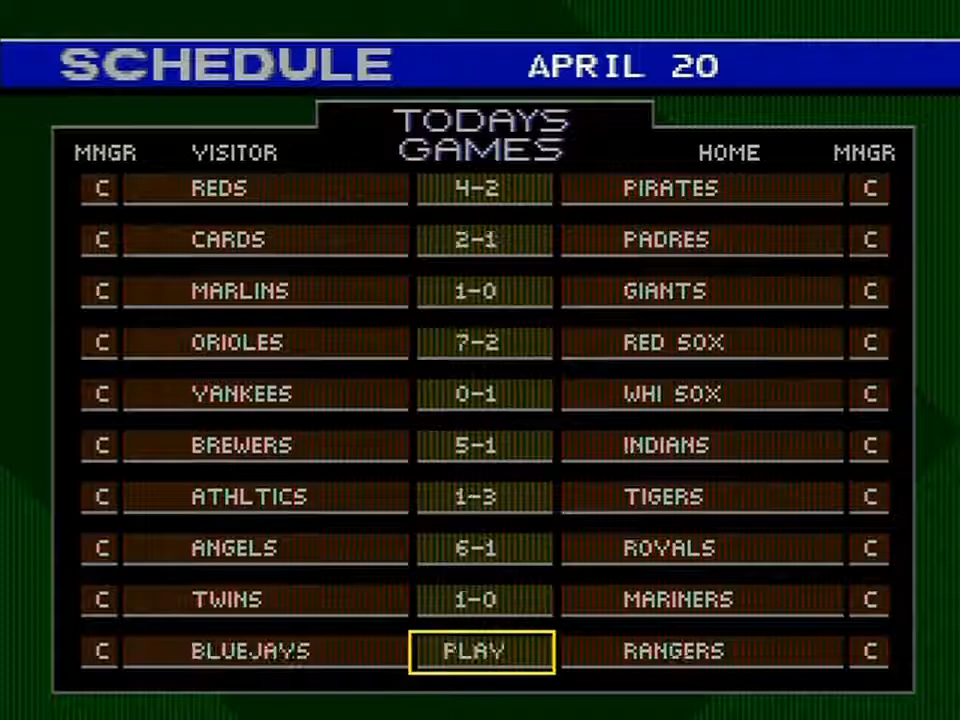 SCHEDULE APRIL 20
TODAYS
GAMES
MNGR VISITOR HOME MNGR
C REDS 4-2 PIRATES C
C CARDS 2-1 PADRES C
C MARLINS 1-0 GIANTS C
C ORIOLES 7-2 RED SOX C
C YANKEES 0-1 WHI SOX C
C BREWERS 5-1 INDIANS C
C ATHLTICS 1-3 TIGERS C
C ANGELS 6-1 ROYALS C
C TWINS 1-0 MARINERS C
C BLUEJAYS PLAY RANGERS C